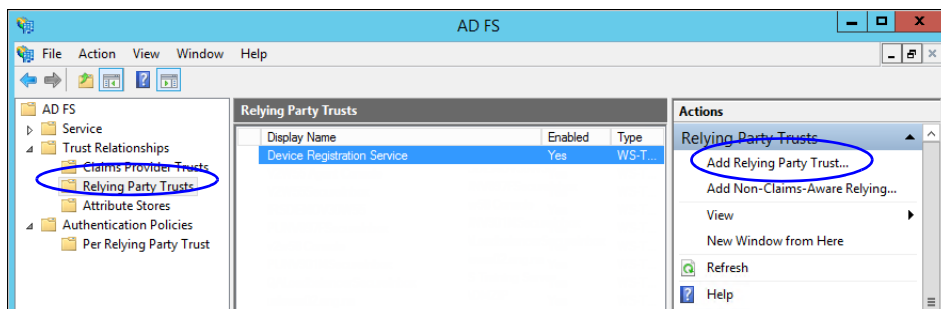 AD FS
File Action View Window Help
AD FS
Service
Trust Relationships
Claims Provider Trusts
Relying Party Trusts
Attribute Stores
Authentication Policies
Per Relying Party Trust
Relying Party Trusts
Display Name Enabled Type
Device Registration Service Yes WS-T...
Actions
Relying Party Trusts
Add Relying Party Trust...
Add Non-Claims-Aware Relying...
View
New Window from Here
Refresh
Help